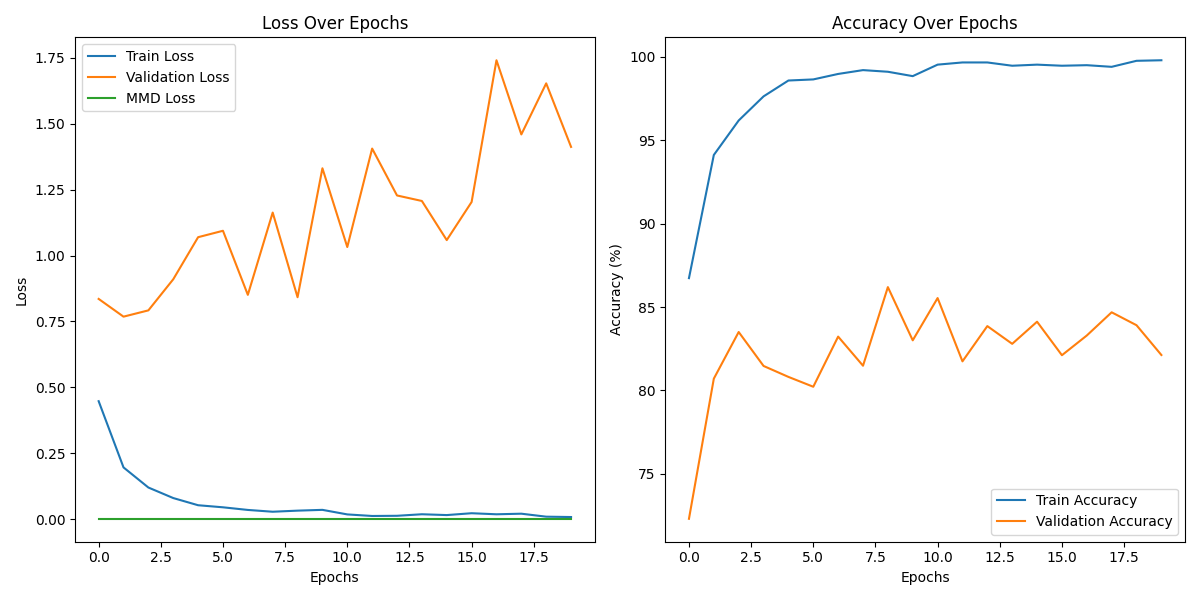 Loss Over Epochs
Train Loss
Validation Loss
MMD Loss
1.75
1.50
1.25
1.00
0.75
0.50
0.25
0.00
Loss
0.0 2.5 5.0 7.5 10.0 12.5 15.0 17.5
Epochs
Accuracy Over Epochs
100
95
90
85
80
75
Accuracy (%)
Train Accuracy
Validation Accuracy
0.0 2.5 5.0 7.5 10.0 12.5 15.0 17.5
Epochs